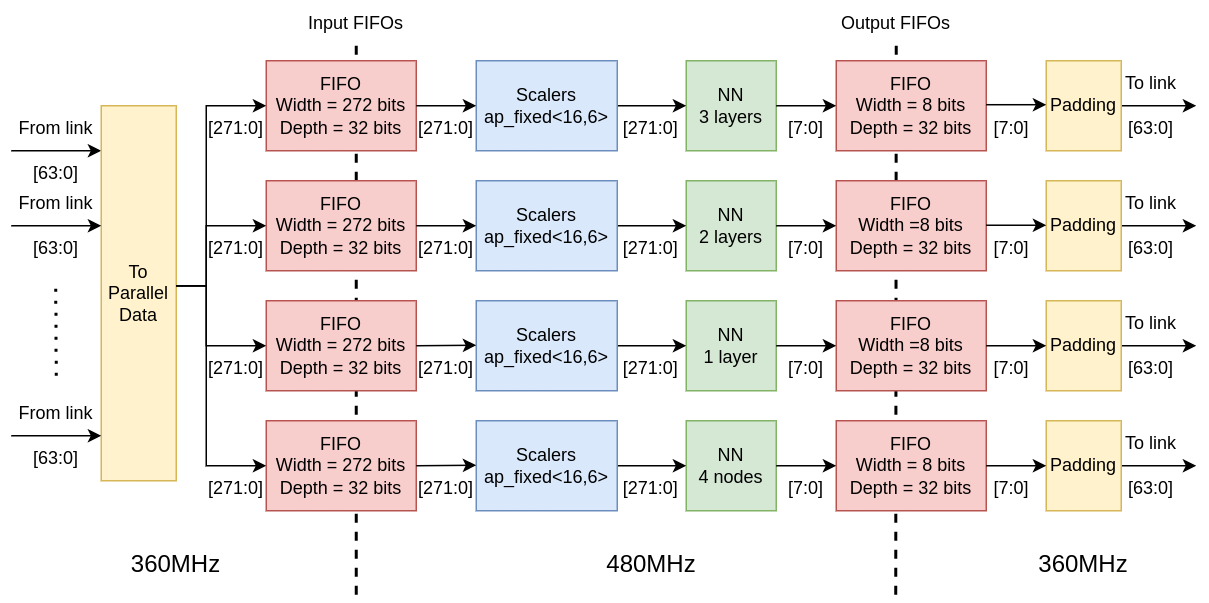 Input FIFOs
Output FIFOs
From link
[63:0]
From link
[63:0]
From link
[63:0]
To
Parallel
Data
[271:0]
FIFO
Width = 272 bits
Depth = 32 bits
[271:0]
Scalers
ap_fixed<16,6>
[271:0]
NN
3 layers
[7:0]
FIFO
Width = 8 bits
Depth = 32 bits
[7:0]
Padding
To link
[63:0]
[271:0]
FIFO
Width = 272 bits
Depth = 32 bits
[271:0]
Scalers
ap_fixed<16,6>
[271:0]
NN
2 layers
[7:0]
FIFO
Width =8 bits
Depth = 32 bits
[7:0]
Padding
To link
[63:0]
[271:0]
FIFO
Width = 272 bits
Depth = 32 bits
[271:0]
Scalers
ap_fixed<16,6>
[271:0]
NN
1 layer
[7:0]
FIFO
Width =8 bits
Depth = 32 bits
[7:0]
Padding
To link
[63:0]
[271:0]
FIFO
Width = 272 bits
Depth = 32 bits
[271:0]
Scalers
ap_fixed<16,6>
[271:0]
NN
4 nodes
[7:0]
FIFO
Width = 8 bits
Depth = 32 bits
[7:0]
Padding
To link
[63:0]
360MHz
480MHz
360MHz